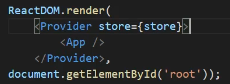 ReactDOM.render(
<Provider store={store}>
<App />
</Provider>,
document.getElementById('root'));